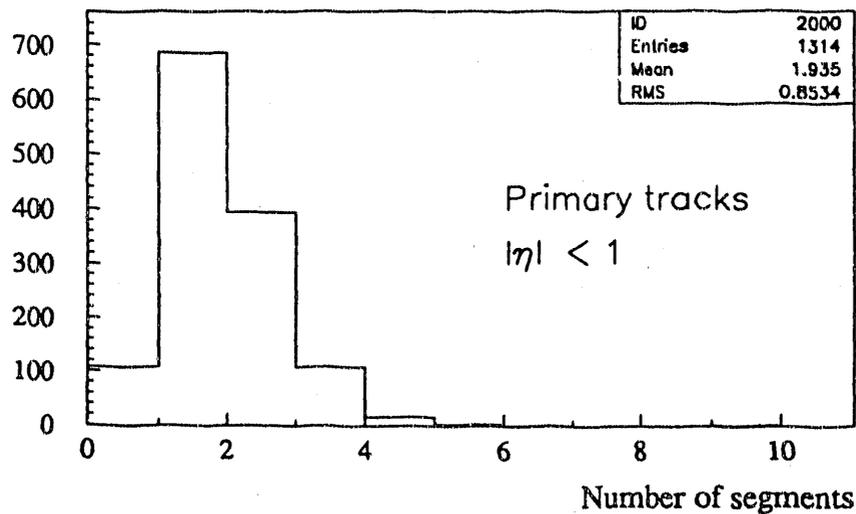 ID 2000
Entries 1314
Mean 1.935
RMS 0.8534
700
600
500
400
300
200
100
0
Primary tracks
|η| < 1
0 2 4 6 8 10
Number of segments